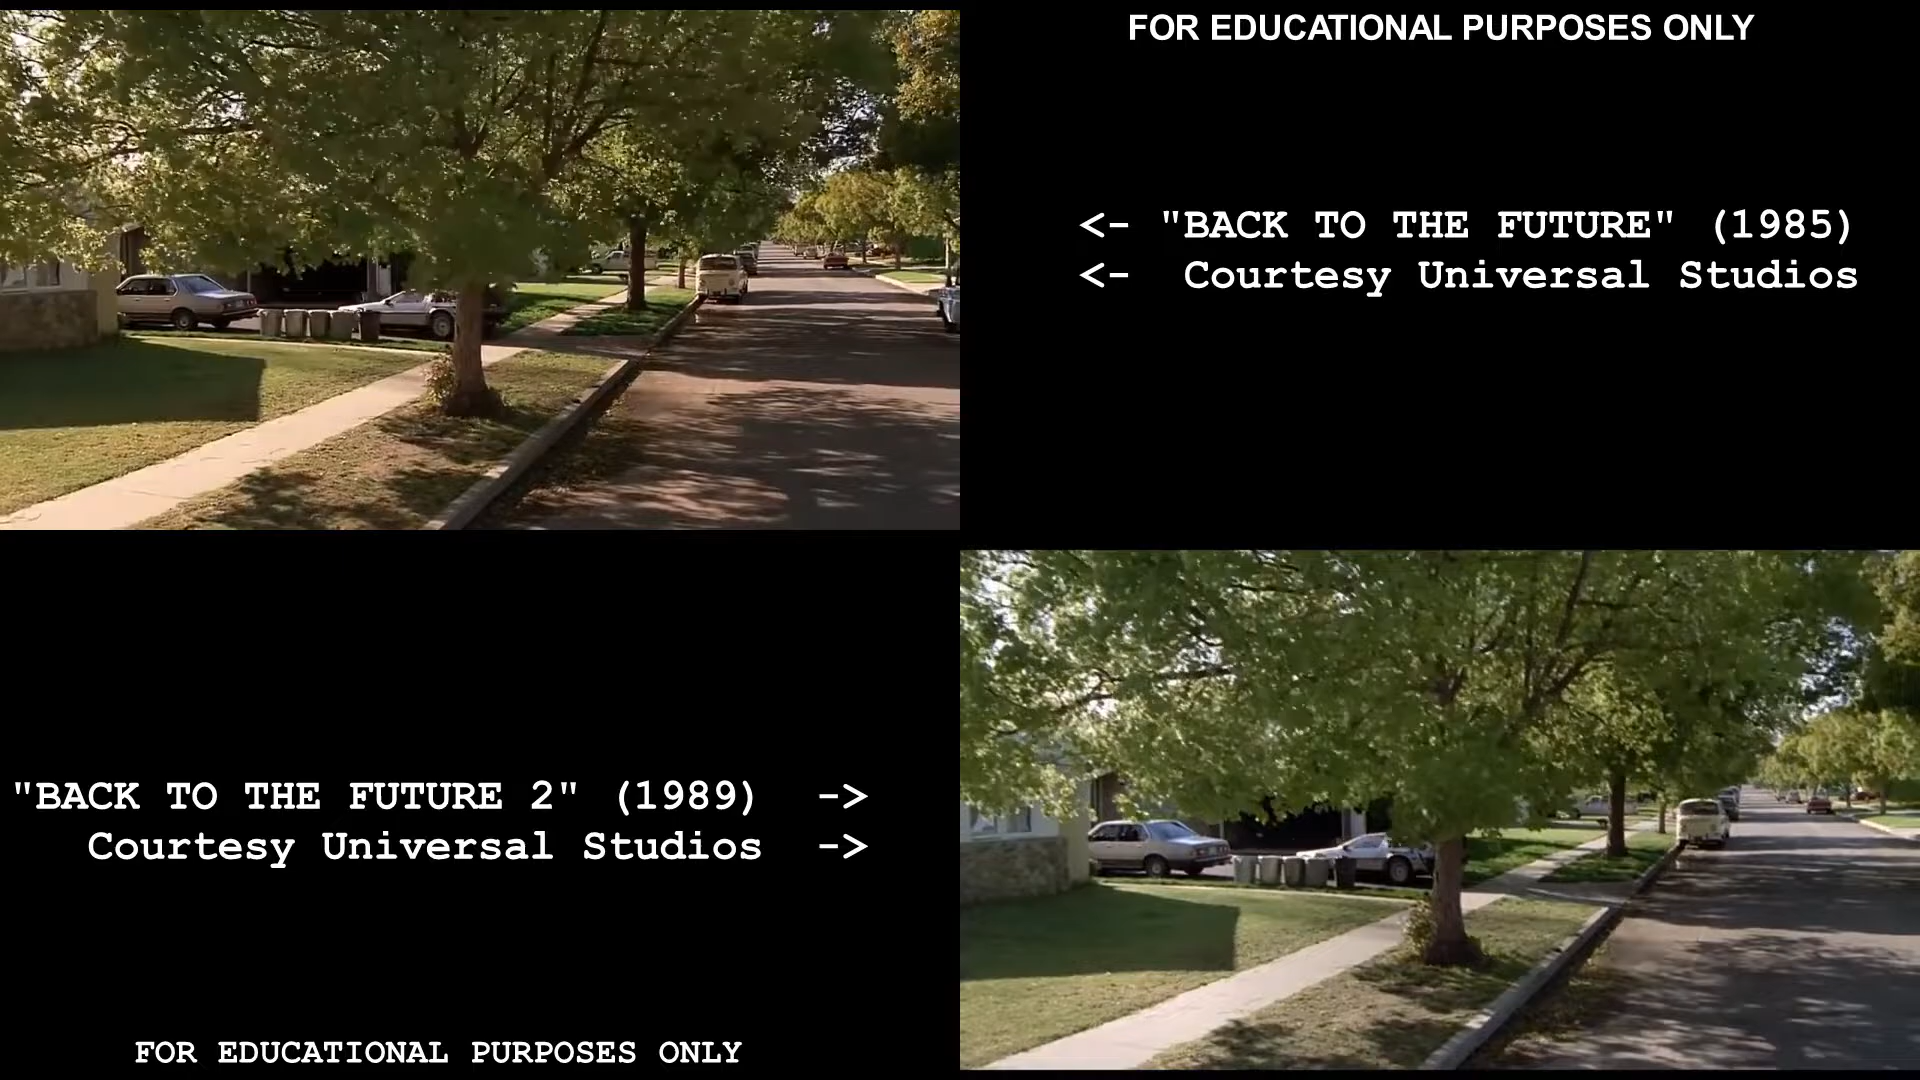 FOR EDUCATIONAL PURPOSES ONLY
<- "BACK TO THE FUTURE" (1985)
<- Courtesy Universal Studios
"BACK TO THE FUTURE 2" (1989) ->
Courtesy Universal Studios ->
FOR EDUCATIONAL PURPOSES ONLY